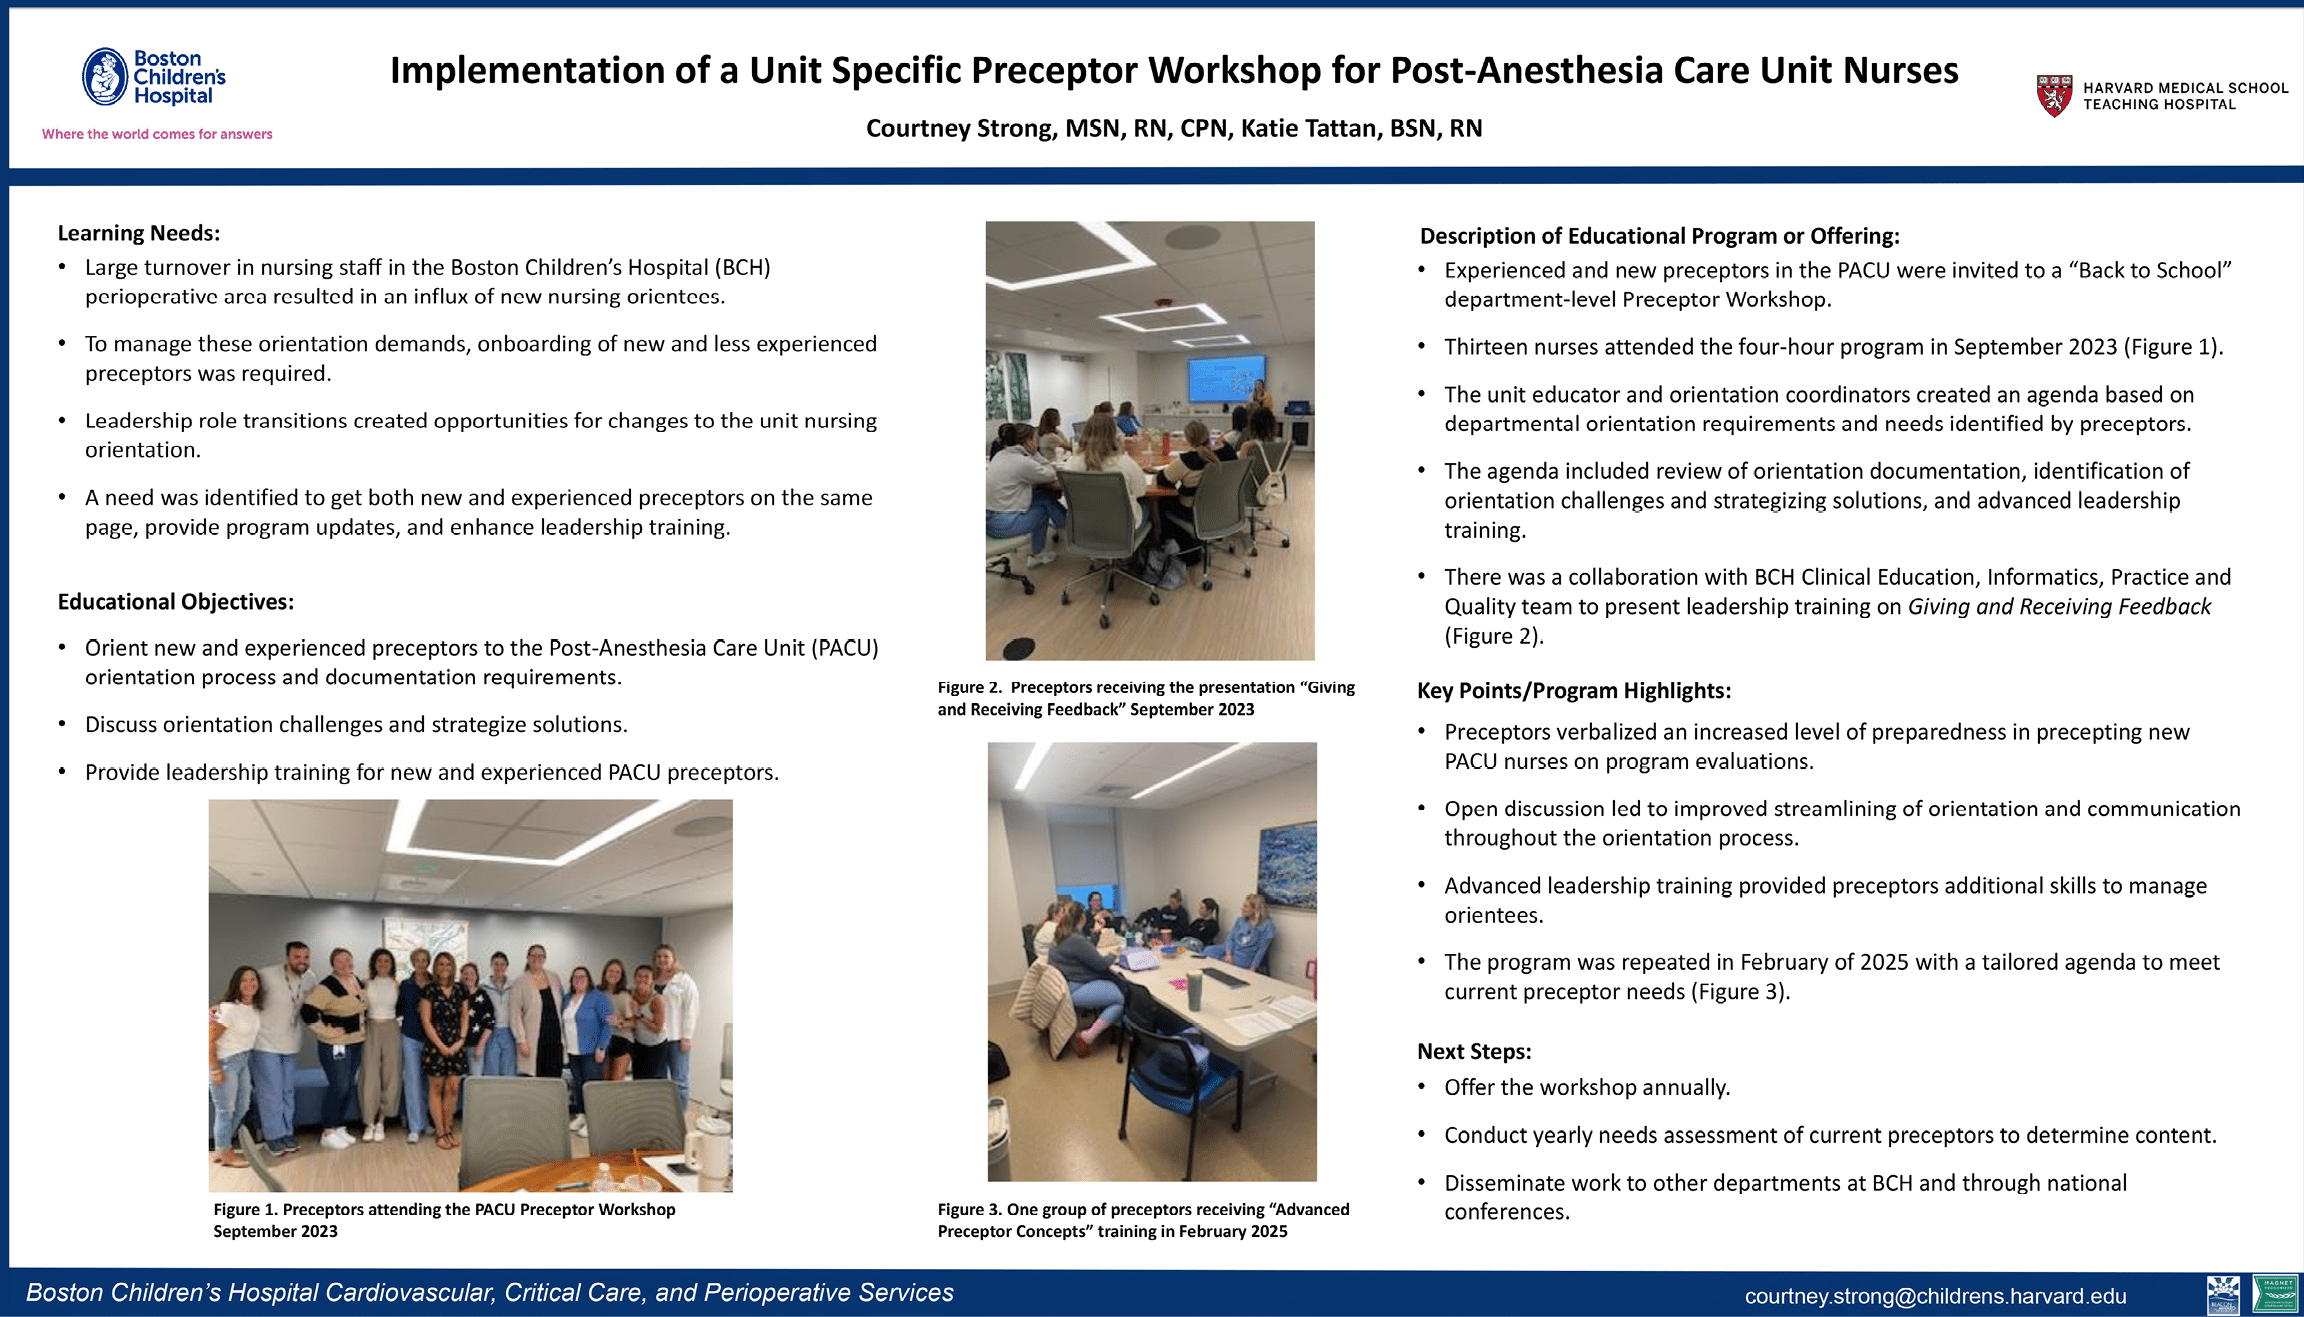 Boston
Children's
Hospital
Where the world comes for answers
Implementation of a Unit Specific Preceptor Workshop for Post-Anesthesia Care Unit Nurses
Courtney Strong, MSN, RN, CPN, Katie Tattan, BSN, RN
HARVARD MEDICAL SCHOOL
TEACHING HOSPITAL
Learning Needs:
• Large turnover in nursing staff in the Boston Children’s Hospital (BCH)
perioperative area resulted in an influx of new nursing orientees.
• To manage these orientation demands, onboarding of new and less experienced
preceptors was required.
• Leadership role transitions created opportunities for changes to the unit nursing
orientation.
• A need was identified to get both new and experienced preceptors on the same
page, provide program updates, and enhance leadership training.
Educational Objectives:
• Orient new and experienced preceptors to the Post-Anesthesia Care Unit (PACU)
orientation process and documentation requirements.
• Discuss orientation challenges and strategize solutions.
• Provide leadership training for new and experienced PACU preceptors.
Figure 1. Preceptors attending the PACU Preceptor Workshop
September 2023
Figure 2. Preceptors receiving the presentation “Giving
and Receiving Feedback” September 2023
Figure 3. One group of preceptors receiving “Advanced
Preceptor Concepts” training in February 2025
Description of Educational Program or Offering:
• Experienced and new preceptors in the PACU were invited to a “Back to School”
department-level Preceptor Workshop.
• Thirteen nurses attended the four-hour program in September 2023 (Figure 1).
• The unit educator and orientation coordinators created an agenda based on
departmental orientation requirements and needs identified by preceptors.
• The agenda included review of orientation documentation, identification of
orientation challenges and strategizing solutions, and advanced leadership
training.
• There was a collaboration with BCH Clinical Education, Informatics, Practice and
Quality team to present leadership training on Giving and Receiving Feedback
(Figure 2).
Key Points/Program Highlights:
• Preceptors verbalized an increased level of preparedness in precepting new
PACU nurses on program evaluations.
• Open discussion led to improved streamlining of orientation and communication
throughout the orientation process.
• Advanced leadership training provided preceptors additional skills to manage
orientees.
• The program was repeated in February of 2025 with a tailored agenda to meet
current preceptor needs (Figure 3).
Next Steps:
• Offer the workshop annually.
• Conduct yearly needs assessment of current preceptors to determine content.
• Disseminate work to other departments at BCH and through national
conferences.
Boston Children’s Hospital Cardiovascular, Critical Care, and Perioperative Services
courtney.strong@childrens.harvard.edu
MAGNET
RECOGNIZED